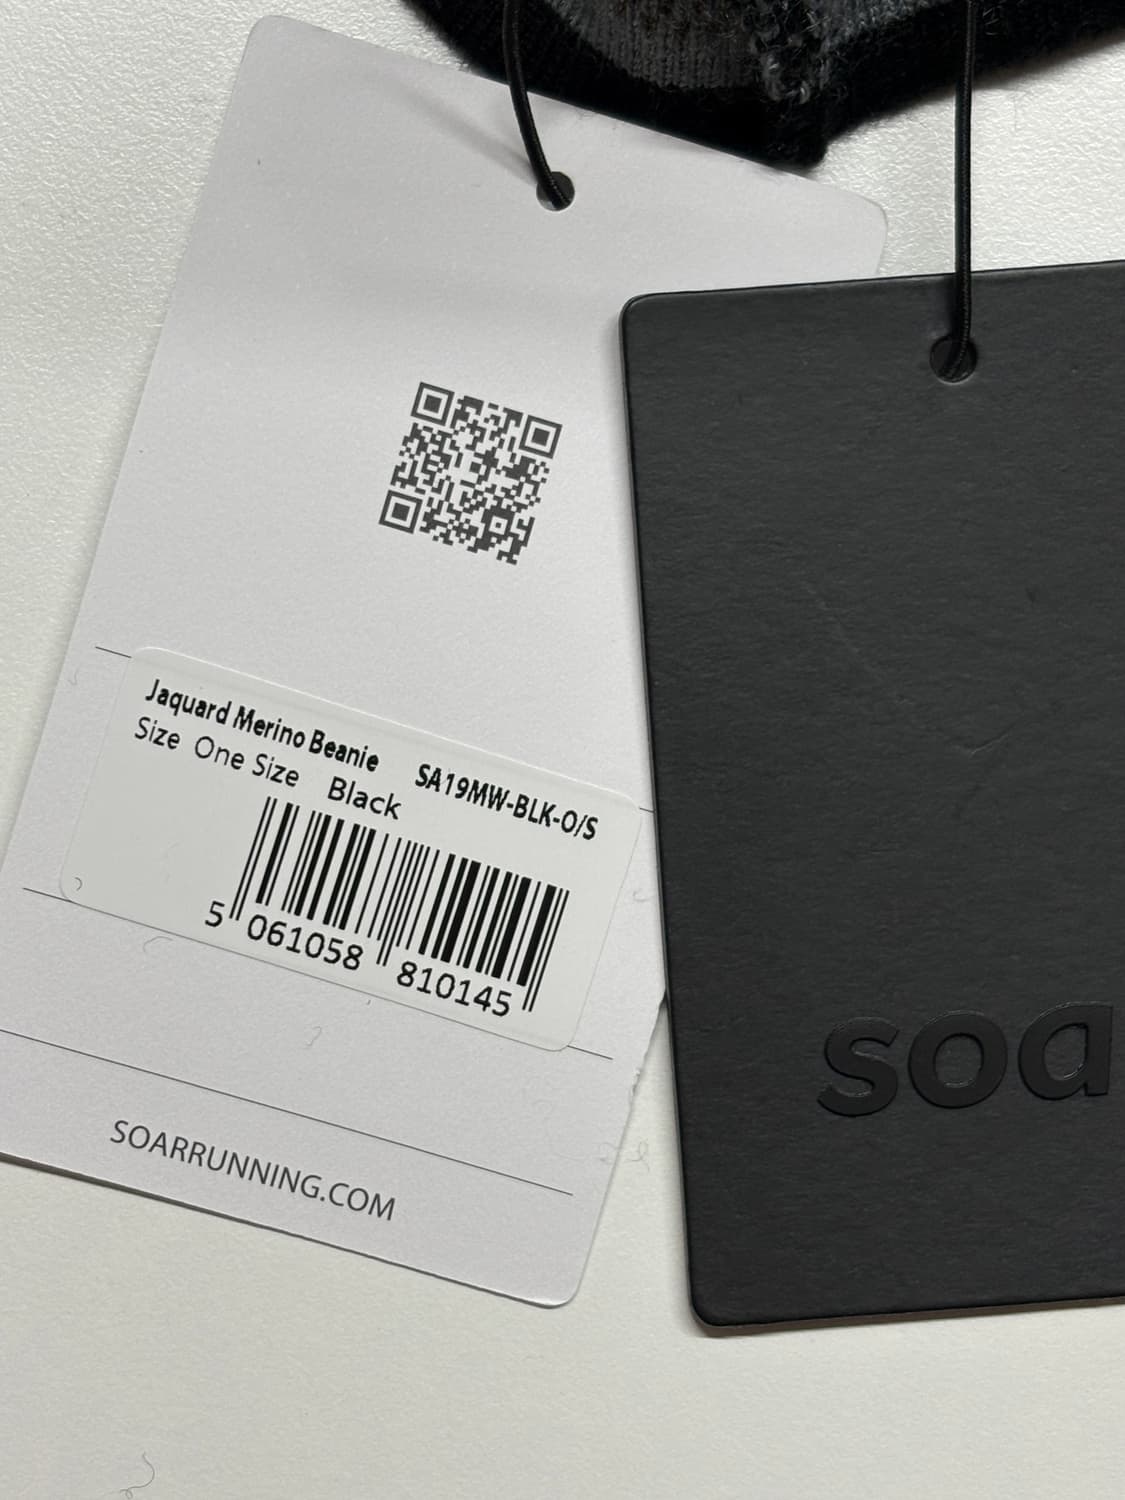 Jaquard Merino Beanie SA19MW-BLK-O/S
Size One Size Black
5 061058 810145
SOARRUNNING.COM
soa